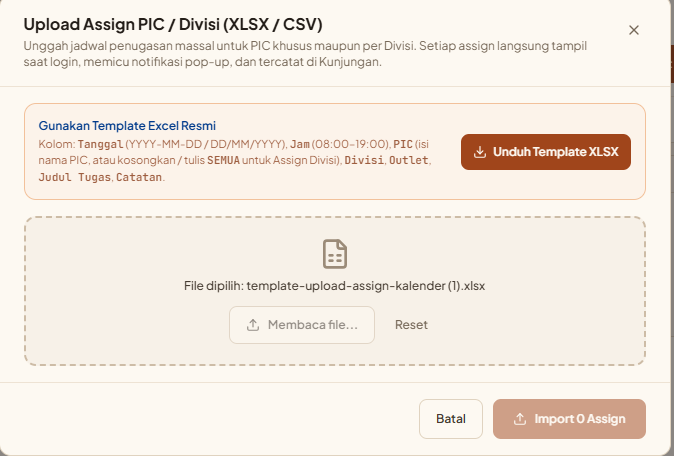 Upload Assign PIC / Divisi (XLSX / CSV)
Unggah jadwal penugasan massal untuk PIC khusus maupun per Divisi. Setiap assign langsung tampil
saat login, memicu notifikasi pop-up, dan tercatat di Kunjungan.
Gunakan Template Excel Resmi
Kolom: Tanggal (YYYY-MM-DD / DD/MM/YYYY), Jam (08:00-19:00), PIC (isi
nama PIC, atau kosongkan / tulis SEMUA untuk Assign Divisi), Divisi, Outlet,
Judul Tugas, Catatan.
Unduh Template XLSX
File dipilih: template-upload-assign-kalender (1).xlsx
Membaca file...
Reset
Batal
Import 0 Assign